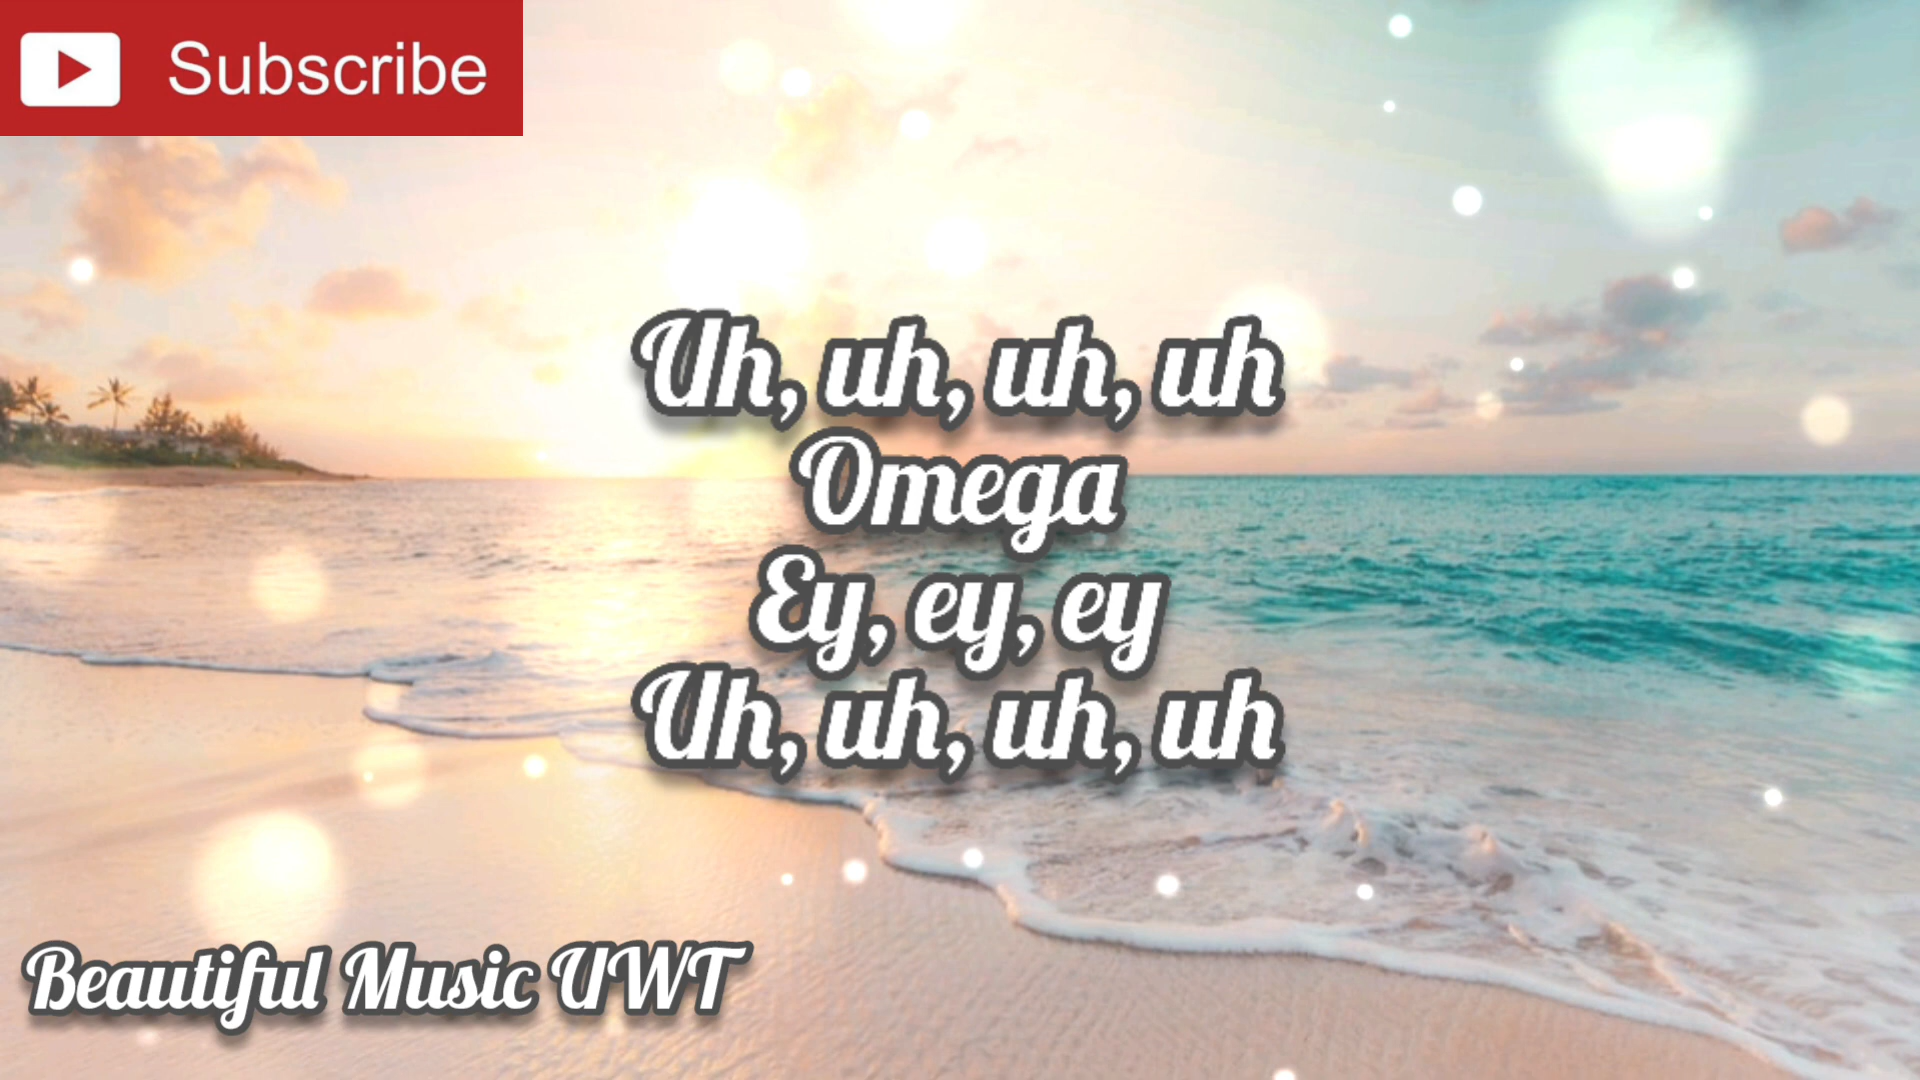 Subscribe
Uh, uh, uh, uh
Omega
Ey, ey, ey
Uh, uh, uh, uh
Beautiful Music UWT